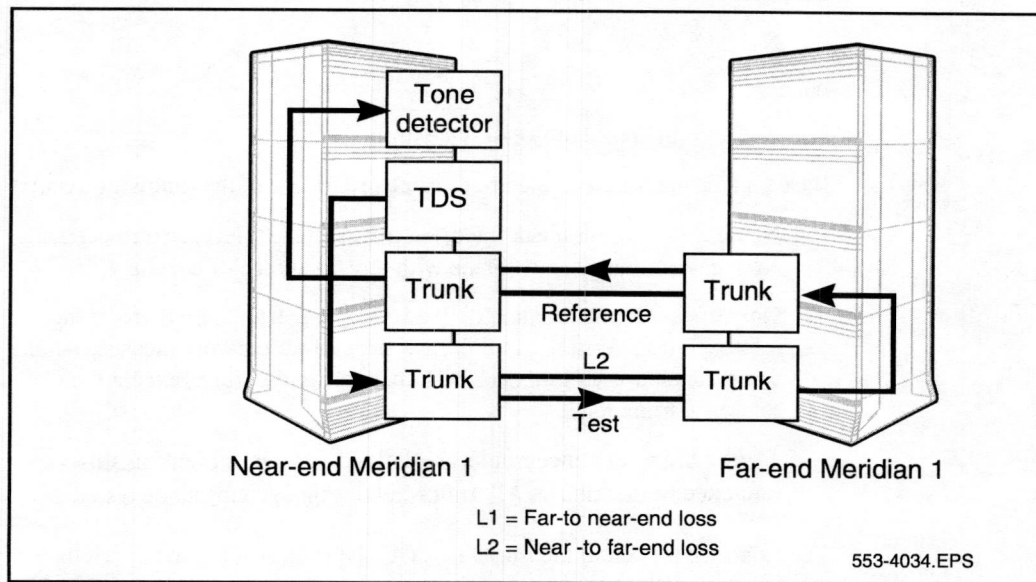 Tone
detector
TDS
Trunk
Trunk
Reference
Trunk
L2
Trunk
Test
Near-end Meridian 1
Far-end Meridian 1
L1 = Far-to near-end loss
L2 = Near -to far-end loss
553-4034.EPS